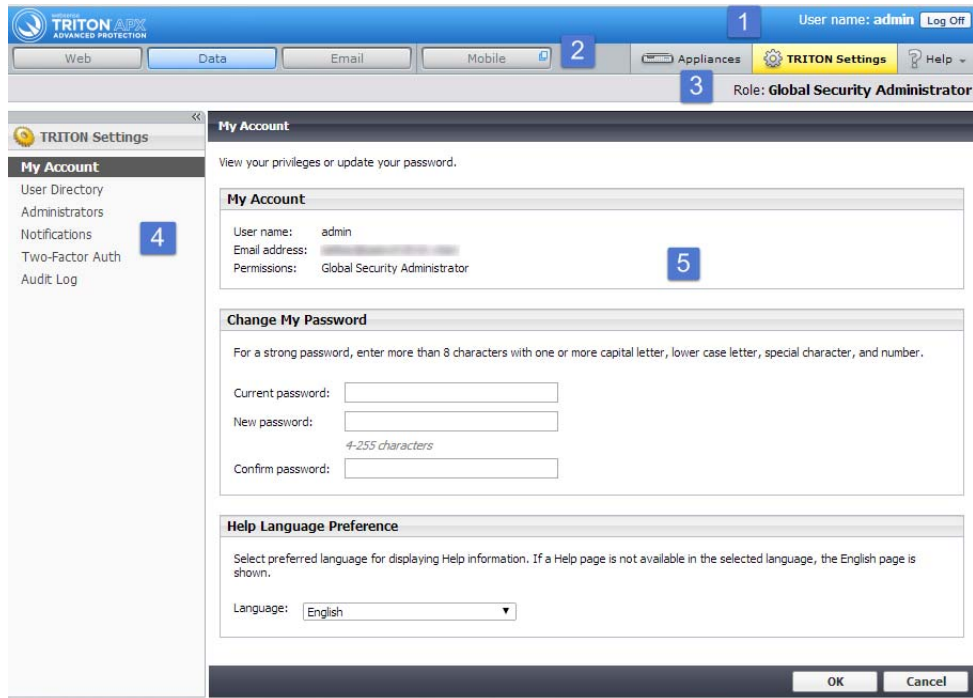 websense
TRITON APX
ADVANCED PROTECTION
1
User name: admin Log Off
Web Data Email Mobile 2 Appliances TRITON Settings Help
3 Role: Global Security Administrator
«
TRITON Settings
My Account
User Directory
Administrators
Notifications
4
Two-Factor Auth
Audit Log
My Account
View your privileges or update your password.
My Account
User name: admin
Email address:
Permissions: Global Security Administrator
5
Change My Password
For a strong password, enter more than 8 characters with one or more capital letter, lower case letter, special character, and number.
Current password:
New password:
4-255 characters
Confirm password:
Help Language Preference
Select preferred language for displaying Help information. If a Help page is not available in the selected language, the English page is
shown.
Language: English
OK Cancel